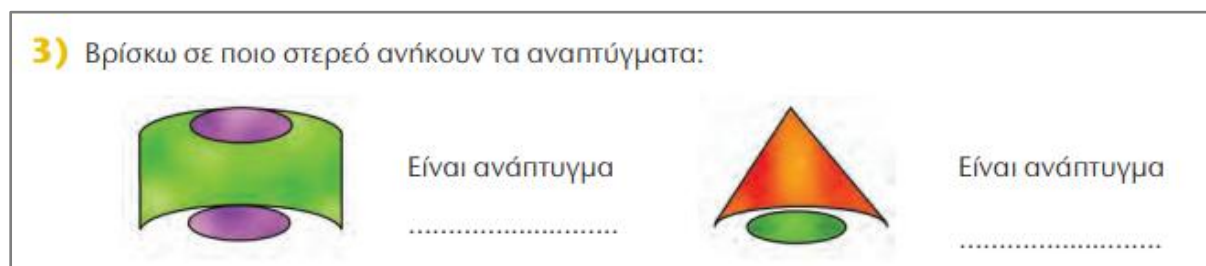 3) Βρίσκω σε ποιο στερεό ανήκουν τα αναπτύγματα:
Είναι ανάπτυγμα
...........................
Είναι ανάπτυγμα
..........................